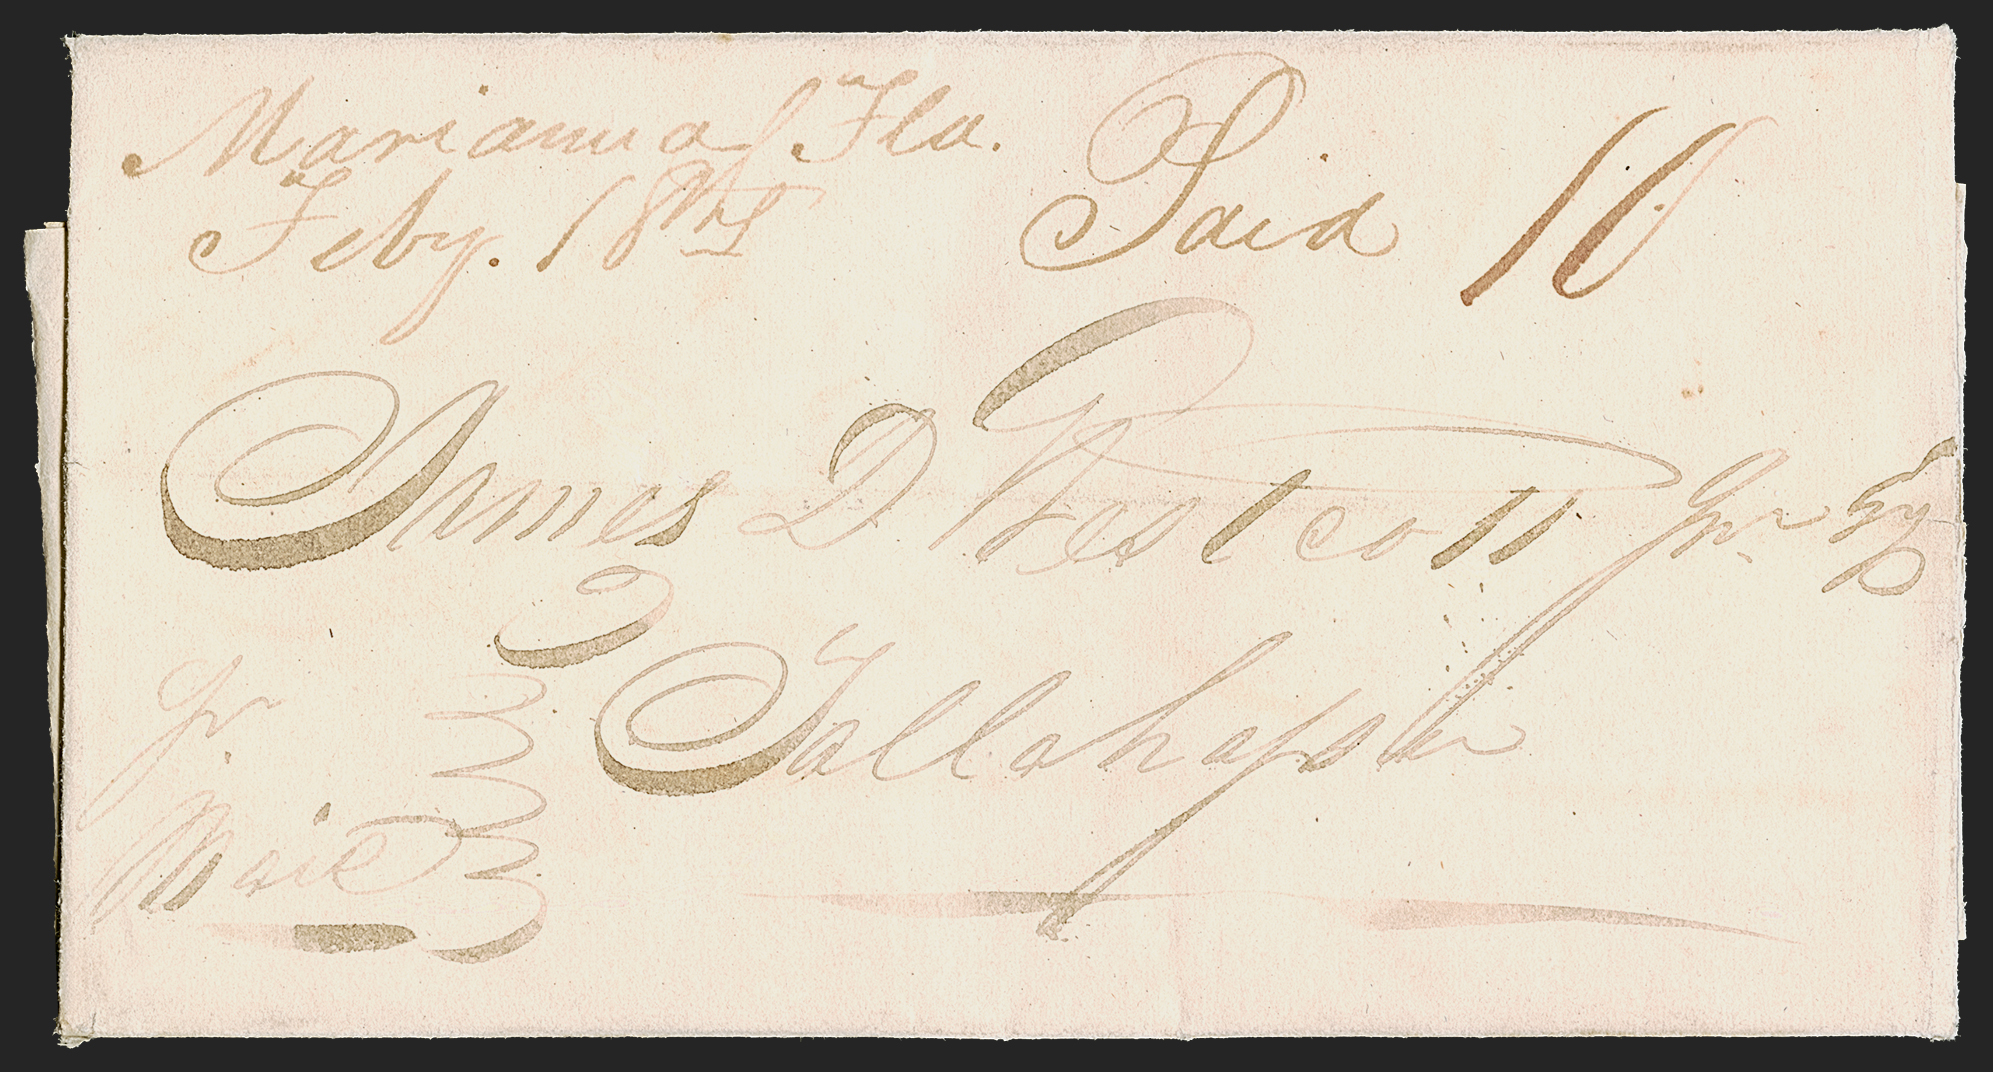 Marianna Fla. Paid 10
Feby. 18th
James D Westcott Jr Esq
Tallahassee
pr.
Mail